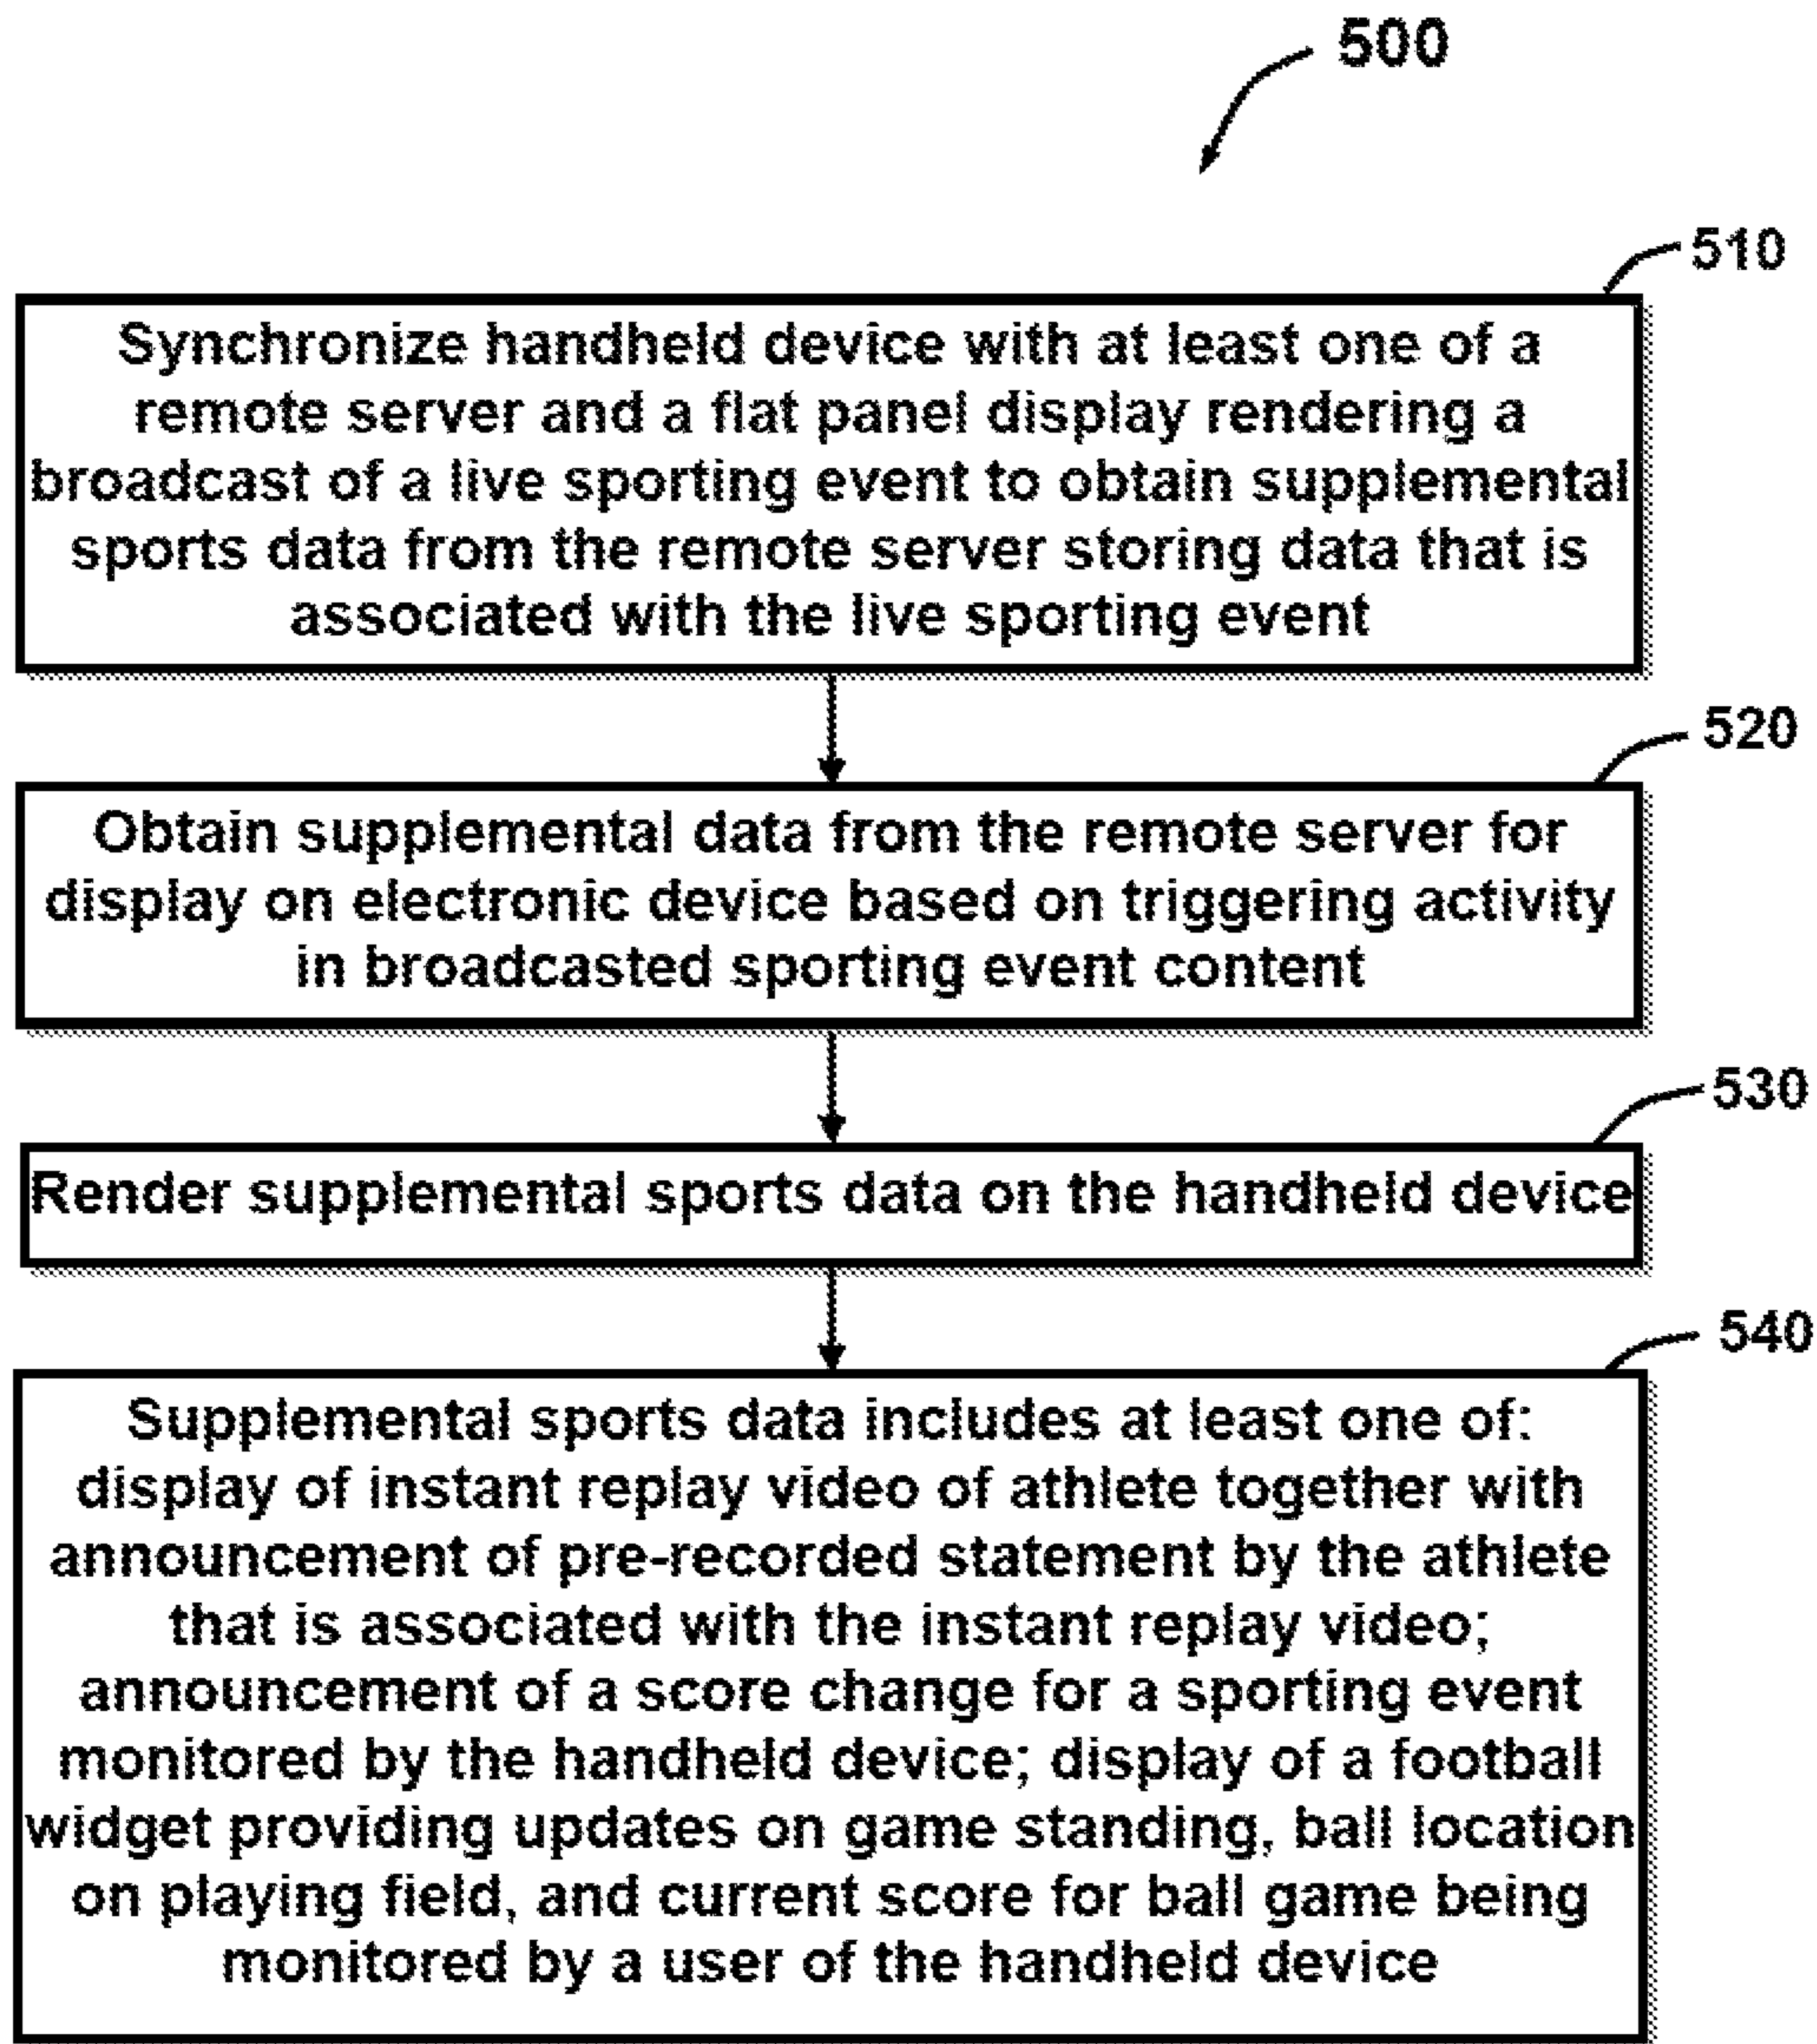 500
510
Synchronize handheld device with at least one of a
remote server and a flat panel display rendering a
broadcast of a live sporting event to obtain supplemental
sports data from the remote server storing data that is
associated with the live sporting event
520
Obtain supplemental data from the remote server for
display on electronic device based on triggering activity
in broadcasted sporting event content
530
Render supplemental sports data on the handheld device
540
Supplemental sports data includes at least one of:
display of instant replay video of athlete together with
announcement of pre-recorded statement by the athlete
that is associated with the instant replay video;
announcement of a score change for a sporting event
monitored by the handheld device; display of a football
widget providing updates on game standing, ball location
on playing field, and current score for ball game being
monitored by a user of the handheld device